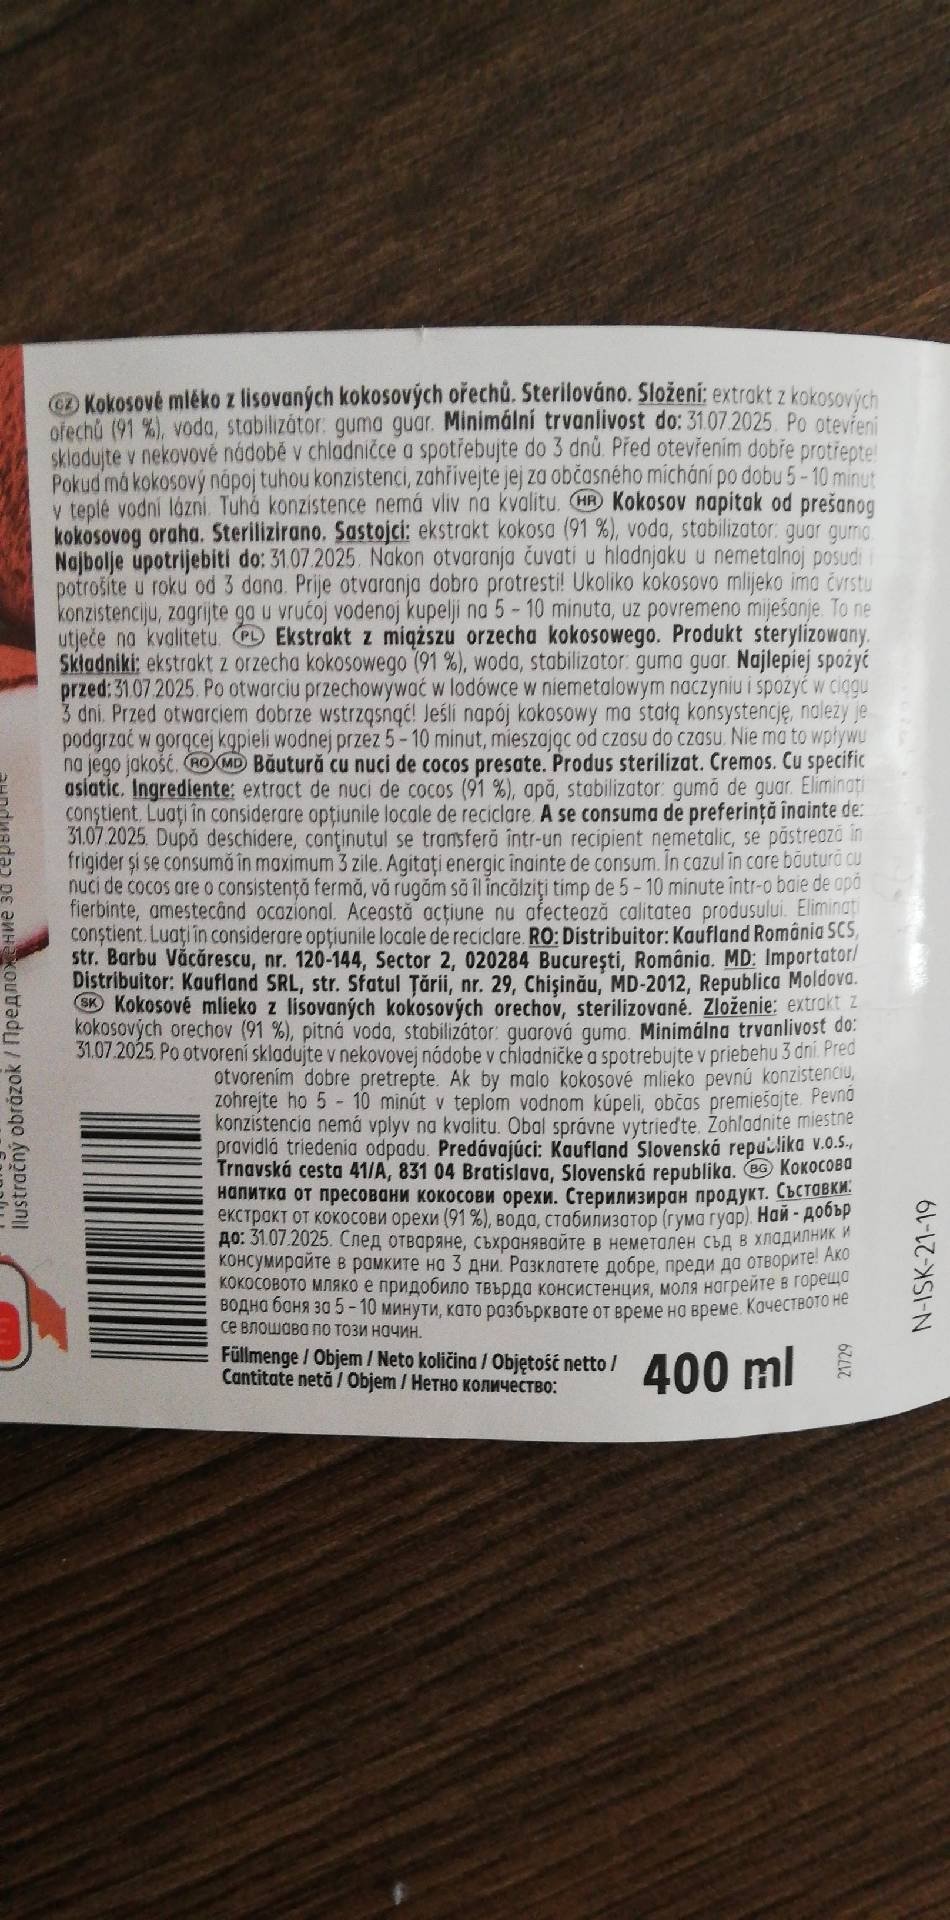 CZ Kokosové mléko z lisovaných kokosových ořechů. Sterilováno. Složení: extrakt z kokosových
ořechů (91 %), voda, stabilizátor: guma guar. Minimální trvanlivost do: 31.07.2025. Po otevření
skladujte v nekovové nádobě v chladničce a spotřebujte do 3 dnů. Před otevřením dobře protřepte!
Pokud má kokosový nápoj tuhou konzistenci, zahřívejte jej za občasného míchání po dobu 5 - 10 minut
v teplé vodní lázni. Tuhá konzistence nemá vliv na kvalitu. HR Kokosov napitak od prešanog
kokosovog oraha. Sterilizirano. Sastojci: ekstrakt kokosa (91 %), voda, stabilizator: guar guma.
Najbolje upotrijebiti do: 31.07.2025. Nakon otvaranja čuvati u hladnjaku u nemetalnoj posudi i
potrošite u roku od 3 dana. Prije otvaranja dobro protresti! Ukoliko kokosovo mlijeko ima čvrstu
konzistenciju, zagrijte ga u vrućoj vodenoj kupelji na 5 - 10 minuta, uz povremeno miješanje. To ne
utječe na kvalitetu. PL Ekstrakt z miąższu orzecha kokosowego. Produkt sterylizowany.
Składniki: ekstrakt z orzecha kokosowego (91 %), woda, stabilizator: guma guar. Najlepiej spożyć
przed: 31.07.2025. Po otwarciu przechowywać w lodówce w niemetalowym naczyniu i spożyć w ciągu
3 dni. Przed otwarciem dobrze wstrząsnąć! Jeśli napój kokosowy ma stałą konsystencję, należy je
podgrzać w gorącej kąpieli wodnej przez 5 - 10 minut, mieszając od czasu do czasu. Nie ma to wpływu
na jego jakość. RO MD Băutură cu nuci de cocos presate. Produs sterilizat. Cremos. Cu specific
asiatic. Ingrediente: extract de nuci de cocos (91 %), apă, stabilizator: gumă de guar. Eliminați
conștient. Luați în considerare opțiunile locale de reciclare. A se consuma de preferință înainte de:
31.07.2025. După deschidere, conținutul se transferă într-un recipient nemetalic, se păstrează în
frigider și se consumă în maximum 3 zile. Agitați energic înainte de consum. În cazul în care băutura cu
nuci de cocos are o consistență fermă, vă rugăm să îl încălziți timp de 5 - 10 minute într-o baie de apă
fierbinte, amestecând ocazional. Această acțiune nu afectează calitatea produsului. Eliminați
conștient. Luați în considerare opțiunile locale de reciclare. RO: Distribuitor: Kaufland România SCS,
str. Barbu Văcărescu, nr. 120-144, Sector 2, 020284 București, România. MD: Importator/
Distribuitor: Kaufland SRL, str. Sfatul Țării, nr. 29, Chișinău, MD-2012, Republica Moldova.
SK Kokosové mlieko z lisovaných kokosových orechov, sterilizované. Zloženie: extrakt z
kokosových orechov (91 %), pitná voda, stabilizátor: guarová guma. Minimálna trvanlivosť do:
31.07.2025. Po otvorení skladujte v nekovovej nádobe v chladničke a spotrebujte v priebehu 3 dní. Pred
otvorením dobre pretrepte. Ak by malo kokosové mlieko pevnú konzistenciu,
zohrejte ho 5 - 10 minút v teplom vodnom kúpeli, občas premiešajte. Pevná
konzistencia nemá vplyv na kvalitu. Obal správne vytrieďte. Zohľadnite miestne
pravidlá triedenia odpadu. Predávajúci: Kaufland Slovenská republika v.o.s.,
Trnavská cesta 41/A, 831 04 Bratislava, Slovenská republika. BG Кокосова
напитка от пресовани кокосови орехи. Стерилизиран продукт. Съставки:
екстракт от кокосови орехи (91 %), вода, стабилизатор (гума гуар). Най - добър
до: 31.07.2025. След отваряне, съхранявайте в неметален съд в хладилник и
консумирайте в рамките на 3 дни. Разклатете добре, преди да отворите! Ако
кокосовото мляко е придобило твърда консистенция, моля нагрейте в гореща
водна баня за 5 - 10 минути, като разбърквате от време на време. Качеството не
се влошава по този начин.
Füllmenge / Objem / Neto količina / Objętość netto /
Cantitate netă / Objem / Нетно количество:
400 ml
21729
N-ISK-21-19
Ilustračný obrázok / Предложение за сервиране